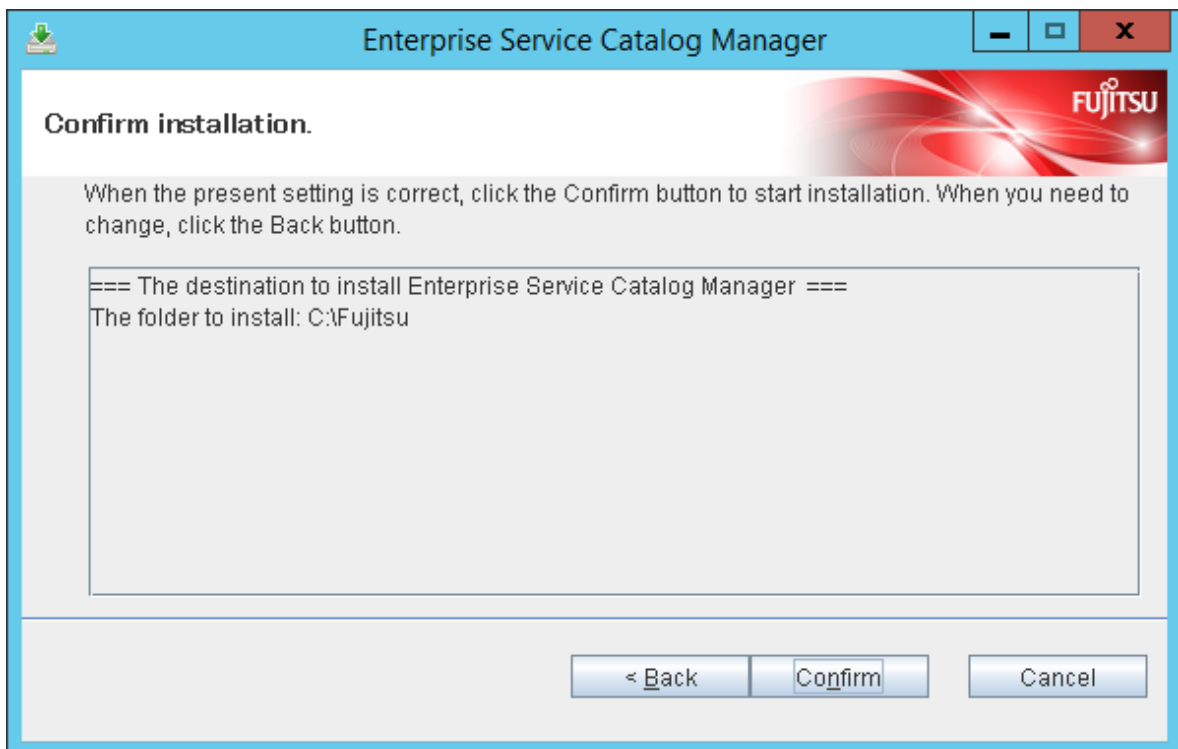 Enterprise Service Catalog Manager
FUJITSU
Confirm installation.
When the present setting is correct, click the Confirm button to start installation. When you need to
change, click the Back button.
=== The destination to install Enterprise Service Catalog Manager ===
The folder to install: C:\Fujitsu
< Back
Confirm
Cancel